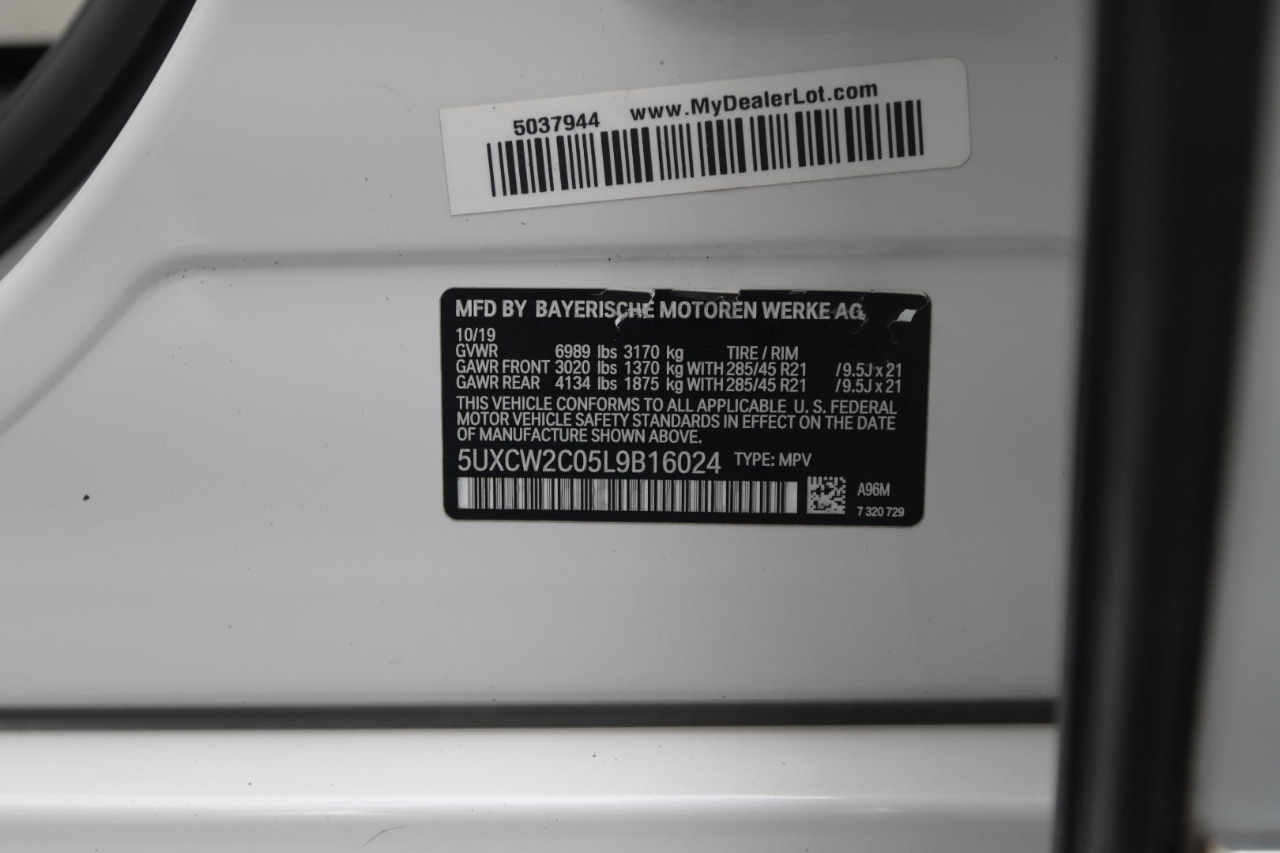 5037944 www.MyDealerLot.com
MFD BY BAYERISCHE MOTOREN WERKE AG
10/19
GVWR 6989 lbs 3170 kg TIRE / RIM
GAWR FRONT 3020 lbs 1370 kg WITH 285/45 R21 /9.5J x 21
GAWR REAR 4134 lbs 1875 kg WITH 285/45 R21 /9.5J x 21
THIS VEHICLE CONFORMS TO ALL APPLICABLE U. S. FEDERAL
MOTOR VEHICLE SAFETY STANDARDS IN EFFECT ON THE DATE
OF MANUFACTURE SHOWN ABOVE.
5UXCW2C05L9B16024 TYPE: MPV
A96M
7 320 729